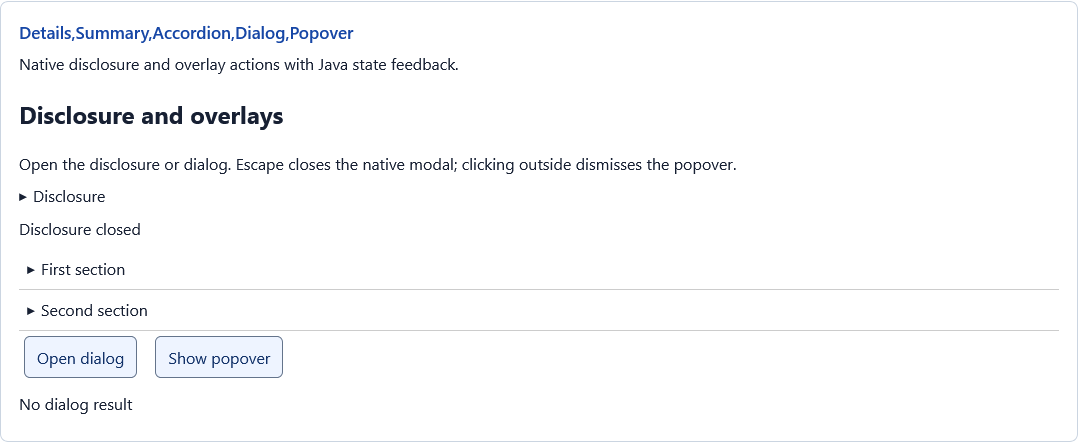 Details,Summary,Accordion,Dialog,Popover
Native disclosure and overlay actions with Java state feedback.
Disclosure and overlays
Open the disclosure or dialog. Escape closes the native modal; clicking outside dismisses the popover.
Disclosure
Disclosure closed
First section
Second section
Open dialog
Show popover
No dialog result